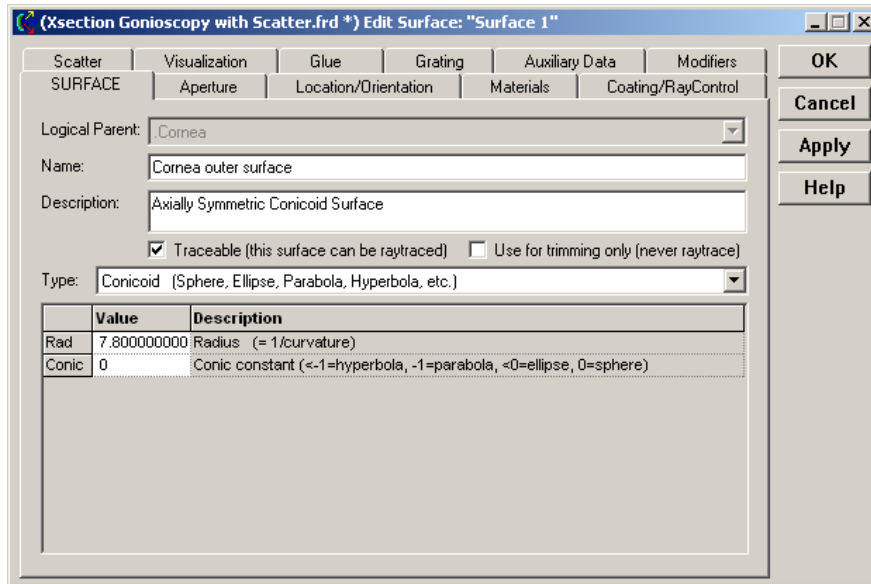 (Xsection Gonioscopy with Scatter.frd *) Edit Surface: "Surface 1"
Scatter Visualization Glue Grating Auxiliary Data Modifiers
SURFACE Aperture Location/Orientation Materials Coating/RayControl
OK
Cancel
Apply
Help
Logical Parent: .Cornea
Name: Cornea outer surface
Description: Axially Symmetric Conicoid Surface
Traceable (this surface can be raytraced) Use for trimming only (never raytrace)
Type: Conicoid (Sphere, Ellipse, Parabola, Hyperbola, etc.)
Value Description
Rad 7.800000000 Radius (= 1/curvature)
Conic 0 Conic constant (<-1=hyperbola, -1=parabola, <0=ellipse, 0=sphere)